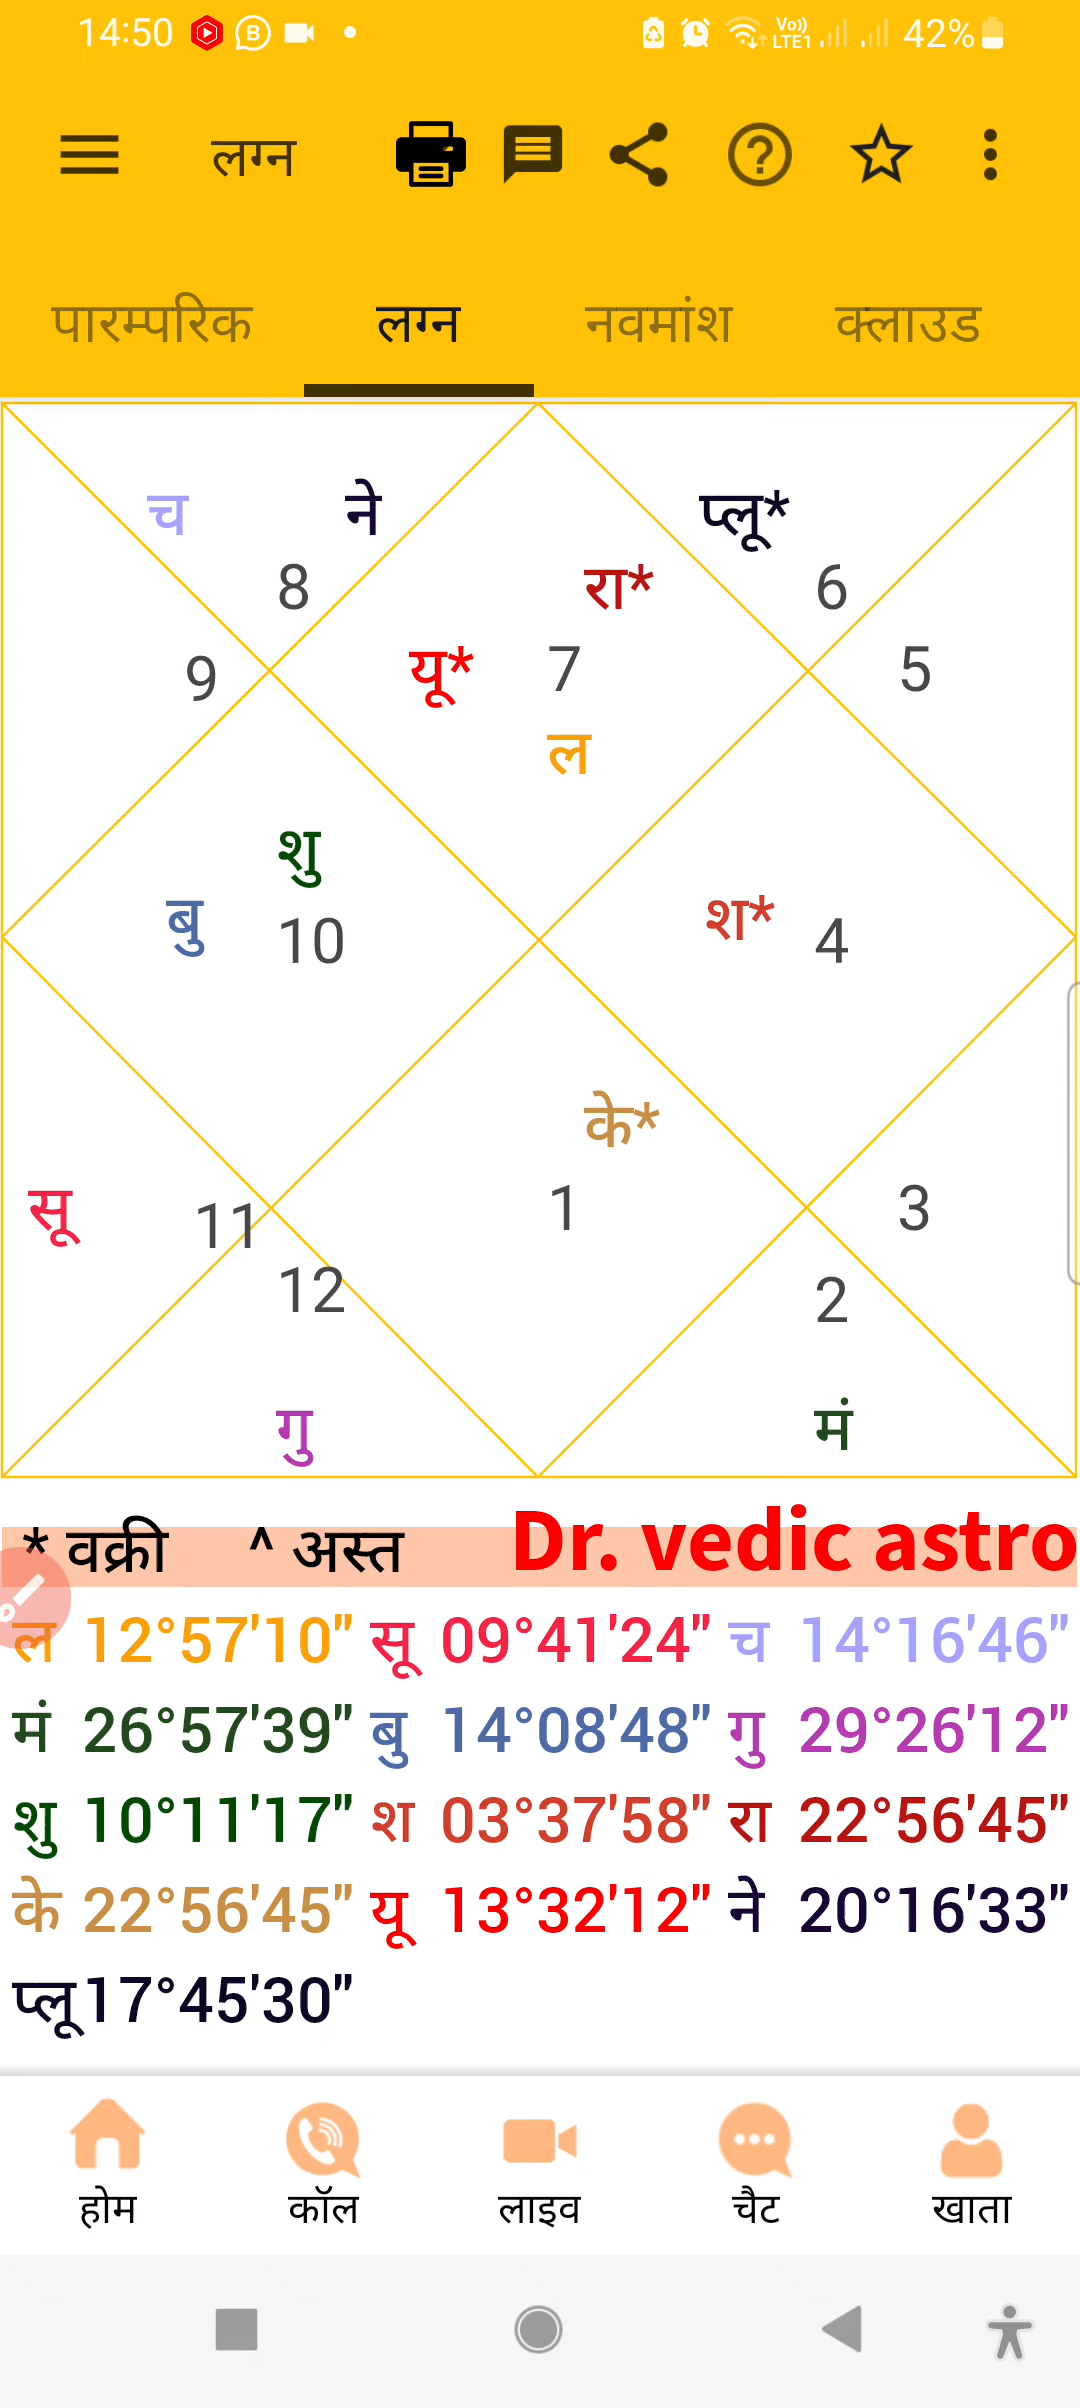 14:50 B Vo)) LTE1 42%
लग्न ?
पारम्परिक लग्न नवमांश क्लाउड
च ने प्लू*
8 रा* 6
9 यू* 7 5
ल
शु
बु 10 श* 4
के*
सू 11 1 3
12 2
गु मं
* वक्री ^ अस्त Dr. vedic astro
ल 12°57'10" सू 09°41'24" च 14°16'46"
मं 26°57'39" बु 14°08'48" गु 29°26'12"
शु 10°11'17" श 03°37'58" रा 22°56'45"
के 22°56'45" यू 13°32'12" ने 20°16'33"
प्लू 17°45'30"
होम कॉल लाइव चैट खाता